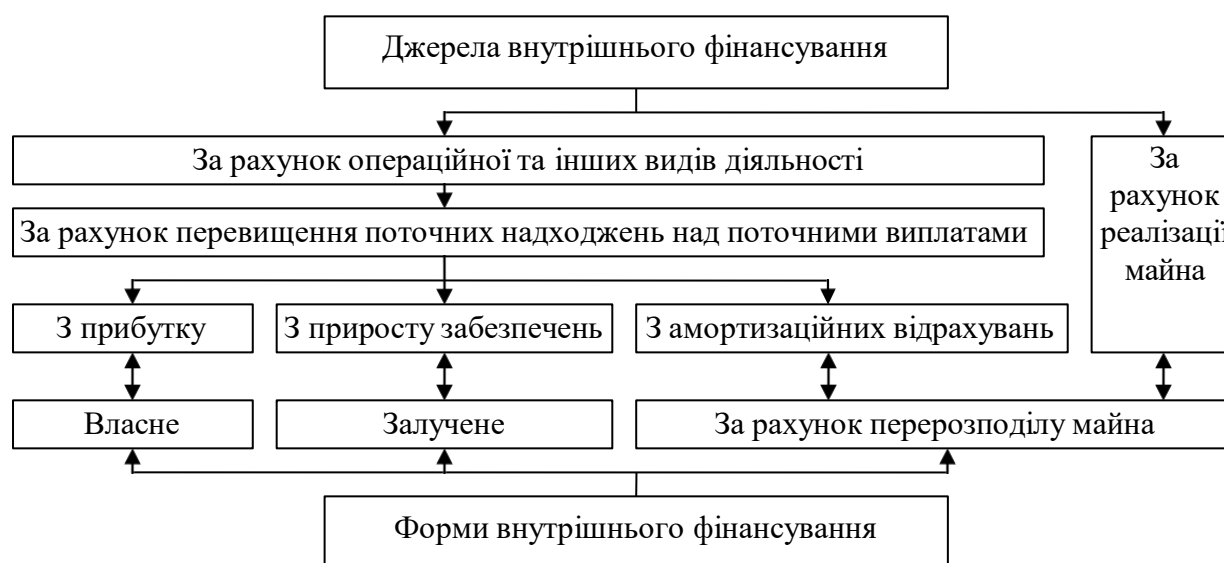 Джерела внутрішнього фінансування
За рахунок операційної та інших видів діяльності
За
рахунок
реалізації
майна
За рахунок перевищення поточних надходжень над поточними виплатами
З прибутку
З приросту забезпечень
З амортизаційних відрахувань
Власне
Залучене
За рахунок перерозподілу майна
Форми внутрішнього фінансування